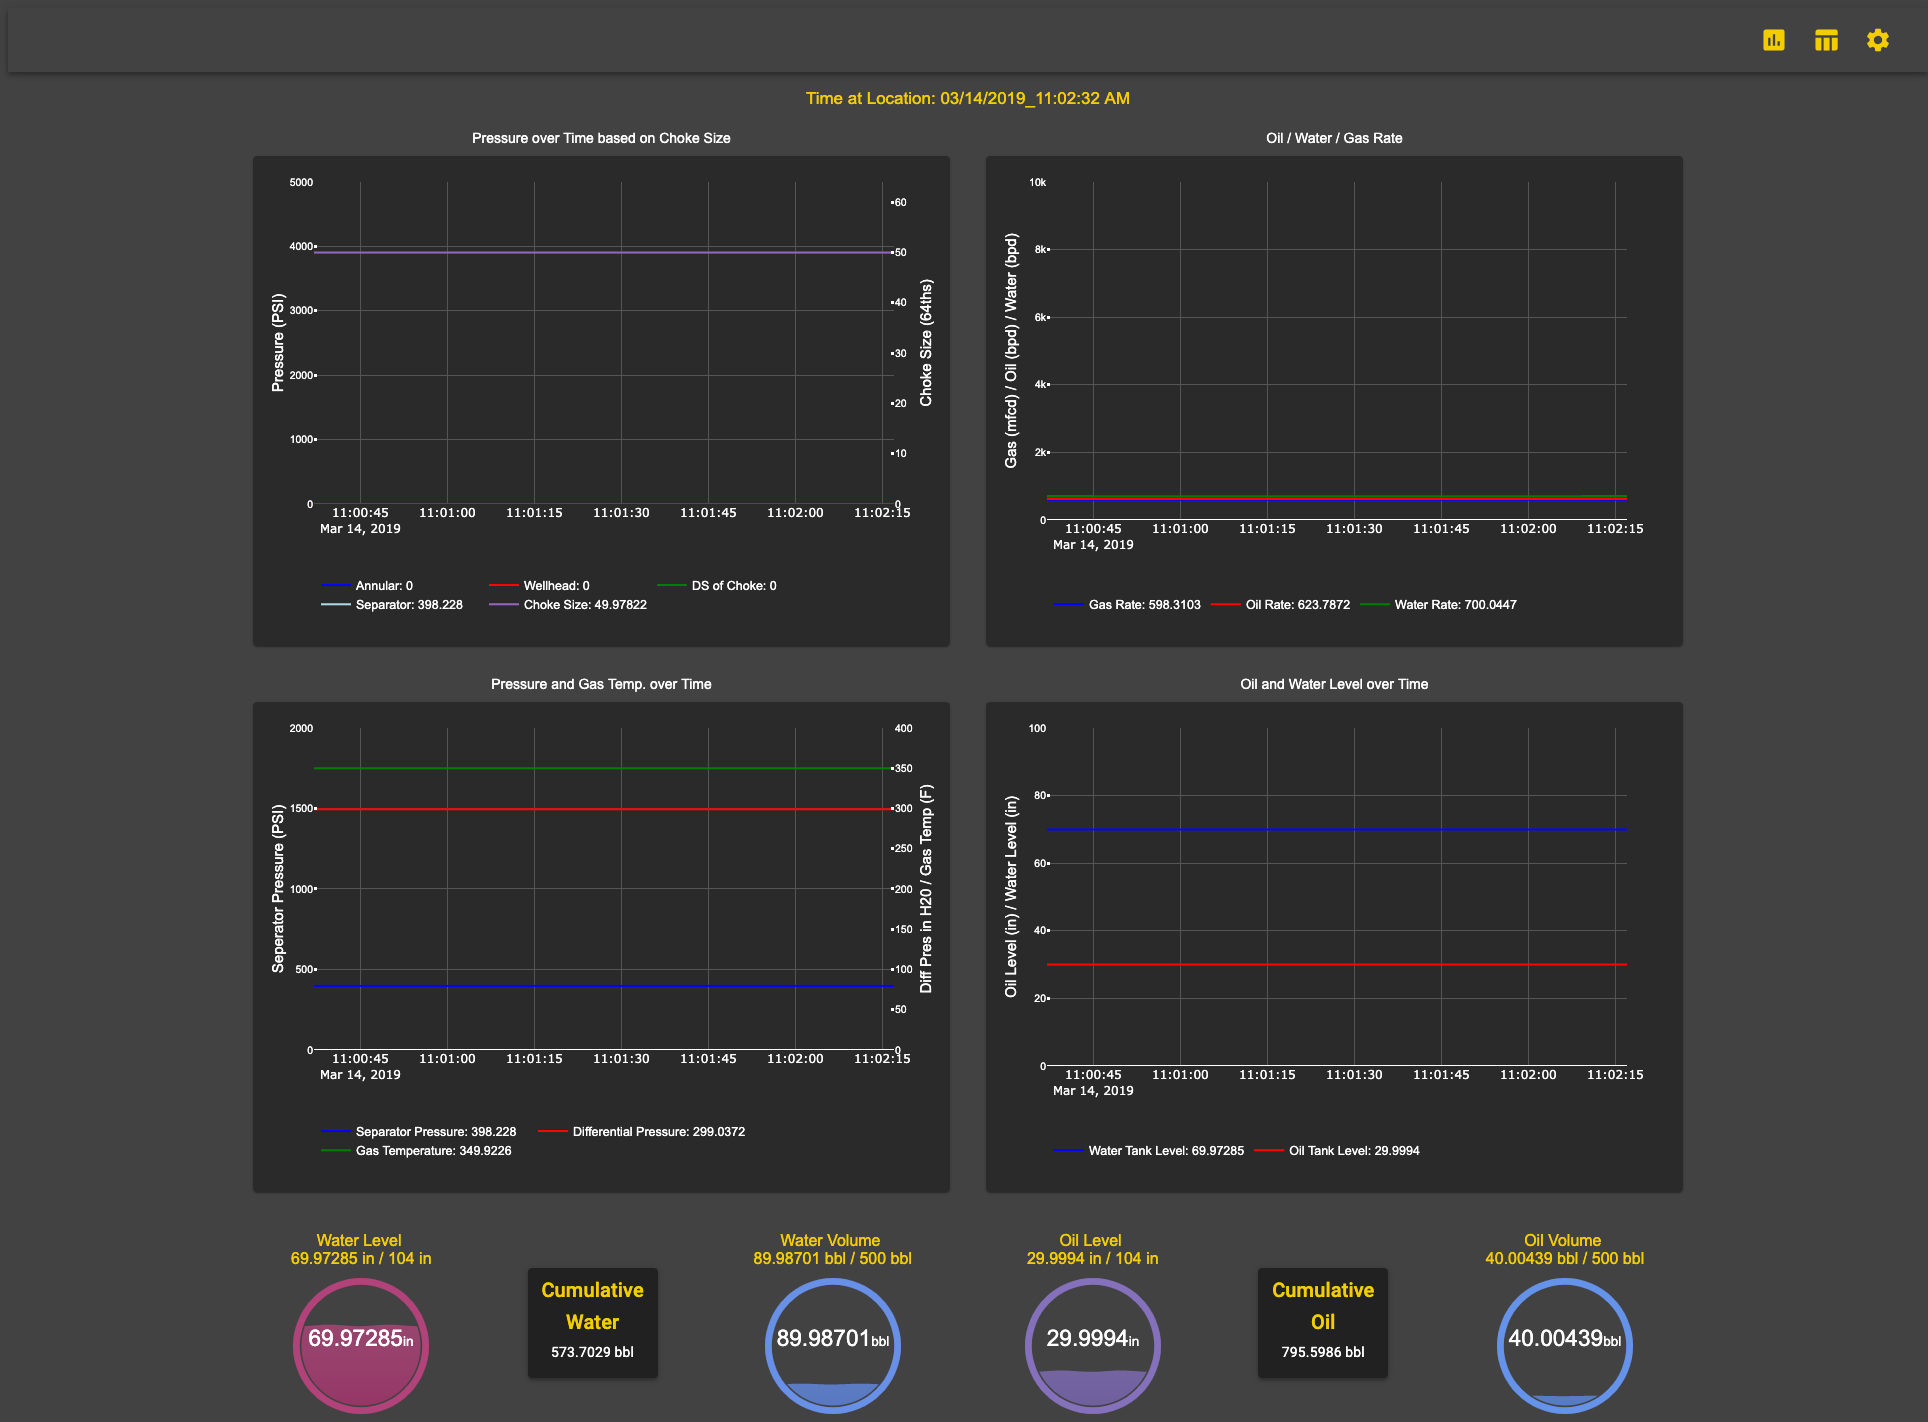 Time at Location: 03/14/2019_11:02:32 AM
Pressure over Time based on Choke Size
5000
4000
3000
2000
1000
0
Pressure (PSI)
60
50
40
30
20
10
0
Choke Size (64ths)
11:00:45 11:01:00 11:01:15 11:01:30 11:01:45 11:02:00 11:02:15
Mar 14, 2019
Annular: 0 Wellhead: 0 DS of Choke: 0
Separator: 398.228 Choke Size: 49.97822
Oil / Water / Gas Rate
10k
8k
6k
4k
2k
0
Gas (mfcd) / Oil (bpd) / Water (bpd)
11:00:45 11:01:00 11:01:15 11:01:30 11:01:45 11:02:00 11:02:15
Mar 14, 2019
Gas Rate: 598.3103 Oil Rate: 623.7872 Water Rate: 700.0447
Pressure and Gas Temp. over Time
2000
1500
1000
500
0
Seperator Pressure (PSI)
400
350
300
250
200
150
100
50
0
Diff Pres in H20 / Gas Temp (F)
11:00:45 11:01:00 11:01:15 11:01:30 11:01:45 11:02:00 11:02:15
Mar 14, 2019
Separator Pressure: 398.228 Differential Pressure: 299.0372
Gas Temperature: 349.9226
Oil and Water Level over Time
100
80
60
40
20
0
Oil Level (in) / Water Level (in)
11:00:45 11:01:00 11:01:15 11:01:30 11:01:45 11:02:00 11:02:15
Mar 14, 2019
Water Tank Level: 69.97285 Oil Tank Level: 29.9994
Water Level
69.97285 in / 104 in
69.97285in
Cumulative
Water
573.7029 bbl
Water Volume
89.98701 bbl / 500 bbl
89.98701bbl
Oil Level
29.9994 in / 104 in
29.9994in
Cumulative
Oil
795.5986 bbl
Oil Volume
40.00439 bbl / 500 bbl
40.00439bbl